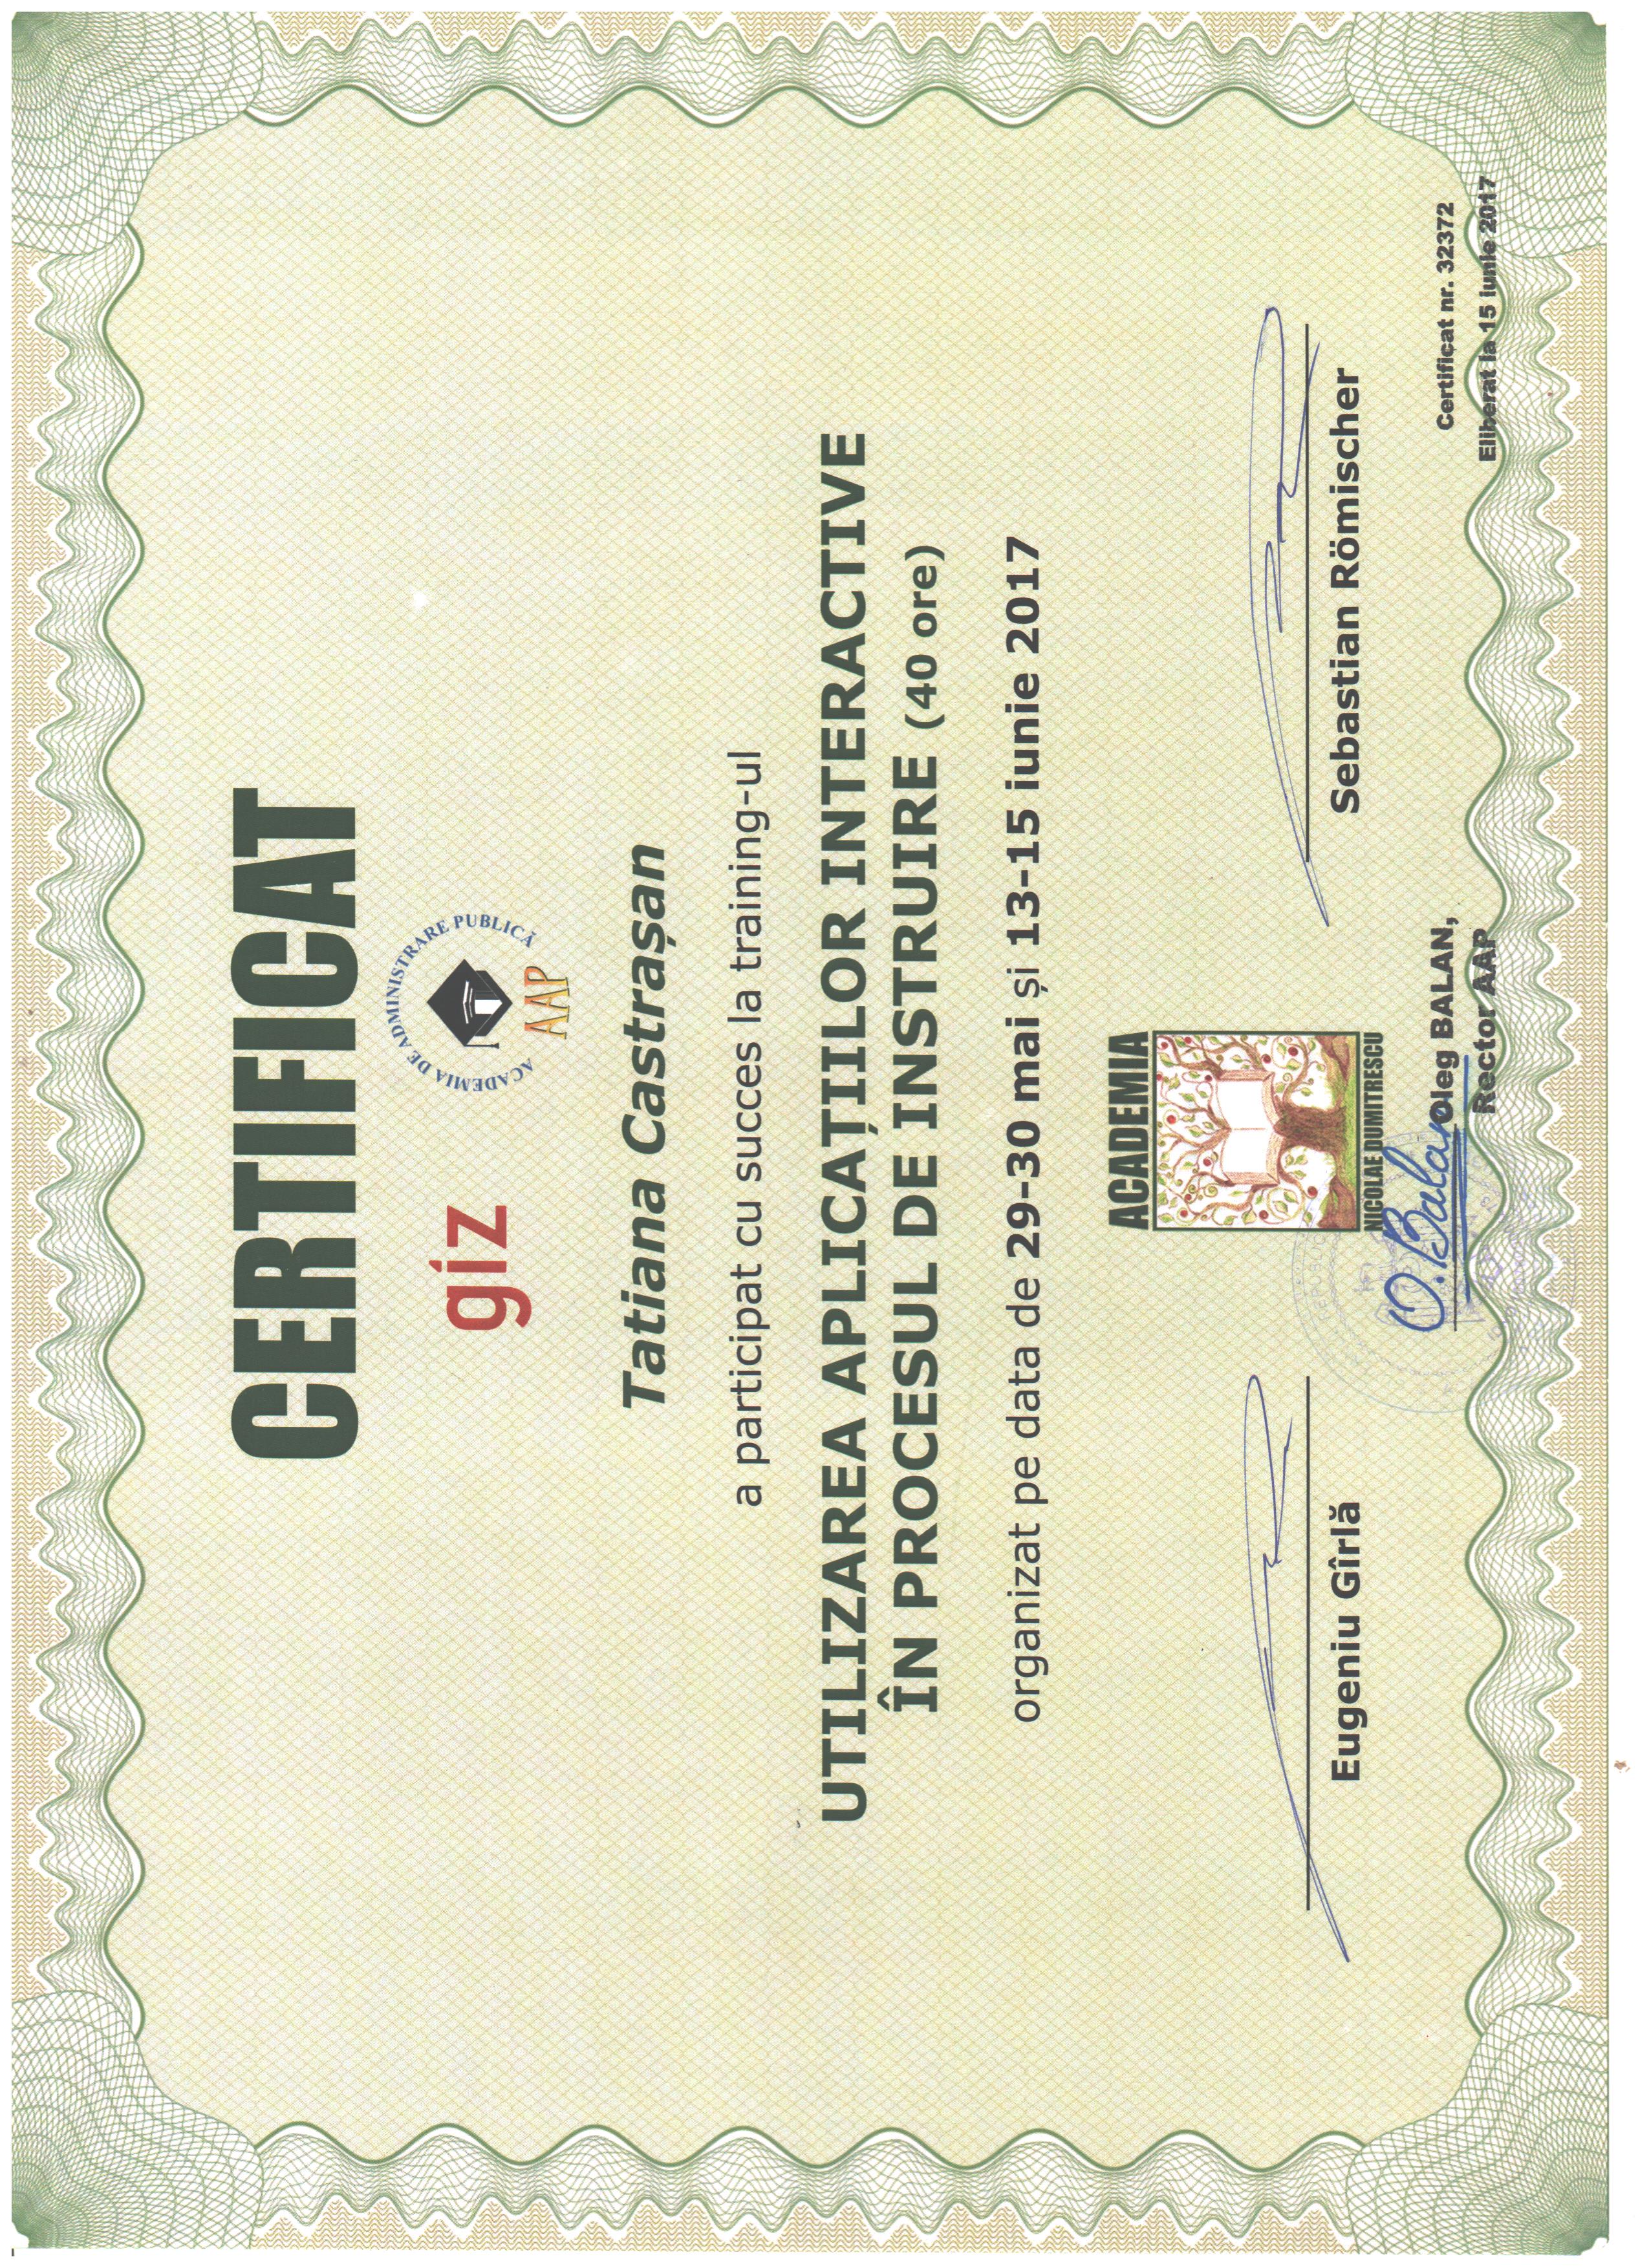 CERTIFICAT
giz
ACADEMIA DE ADMINISTRARE PUBLICĂ
AAP
Tatiana Castrașan
a participat cu succes la training-ul
UTILIZAREA APLICAȚIILOR INTERACTIVE
ÎN PROCESUL DE INSTRUIRE (40 ore)
organizat pe data de 29-30 mai și 13-15 iunie 2017
ACADEMIA
NICOLAE DUMITRESCU
Eugeniu Gîrlă
Sebastian Römischer
O. Balan
Oleg BALAN,
Rector AAP
Certificat nr. 32372
Eliberat la 15 iunie 2017